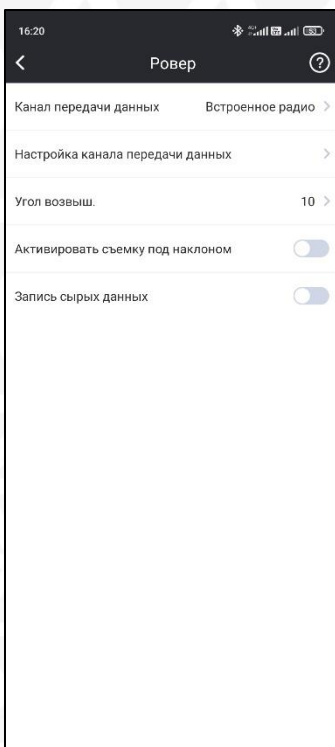 16:20
Ровер
Канал передачи данных Встроенное радио
Настройка канала передачи данных
Угол возвыш. 10
Активировать съемку под наклоном
Запись сырых данных